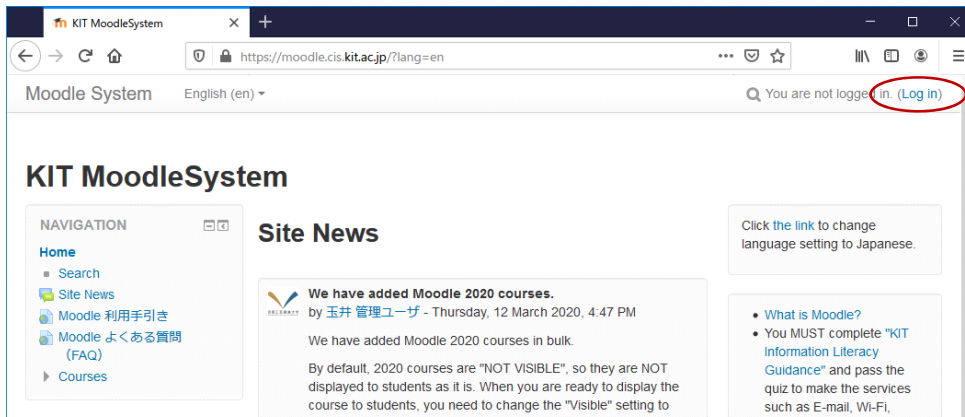 KIT MoodleSystem
https://moodle.cis.kit.ac.jp/?lang=en
Moodle System English (en)
You are not logged in. (Log in)
KIT MoodleSystem
NAVIGATION
Home
Search
Site News
Moodle 利用手引き
Moodle よくある質問
（FAQ）
Courses
Site News
We have added Moodle 2020 courses.
by 玉井 管理ユーザ - Thursday, 12 March 2020, 4:47 PM
We have added Moodle 2020 courses in bulk.
By default, 2020 courses are "NOT VISIBLE", so they are NOT
displayed to students as it is. When you are ready to display the
course to students, you need to change the "Visible" setting to
Click the link to change
language setting to Japanese.
What is Moodle?
You MUST complete "KIT
Information Literacy
Guidance" and pass the
quiz to make the services
such as E-mail, Wi-Fi,